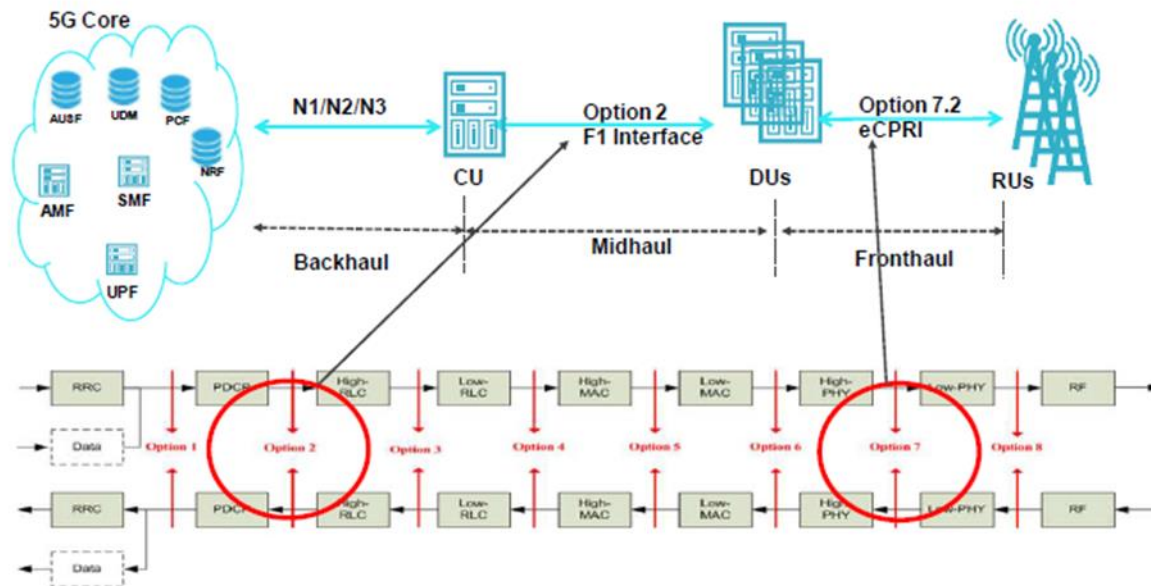 5G Core
AUSF
UDM
PCF
NRF
AMF
SMF
UPF
N1/N2/N3
CU
Option 2
F1 Interface
DUs
Option 7.2
eCPRI
RUs
Backhaul
Midhaul
Fronthaul
RRC
PDCP
High-
RLC
Low-
RLC
High-
MAC
Low-
MAC
High-
PHY
Low-PHY
RF
Data
Option 1
Option 2
Option 3
Option 4
Option 5
Option 6
Option 7
Option 8
RRC
PDCP
High-
RLC
Low-
RLC
High-
MAC
Low-
MAC
High-
PHY
Low-PHY
RF
Data